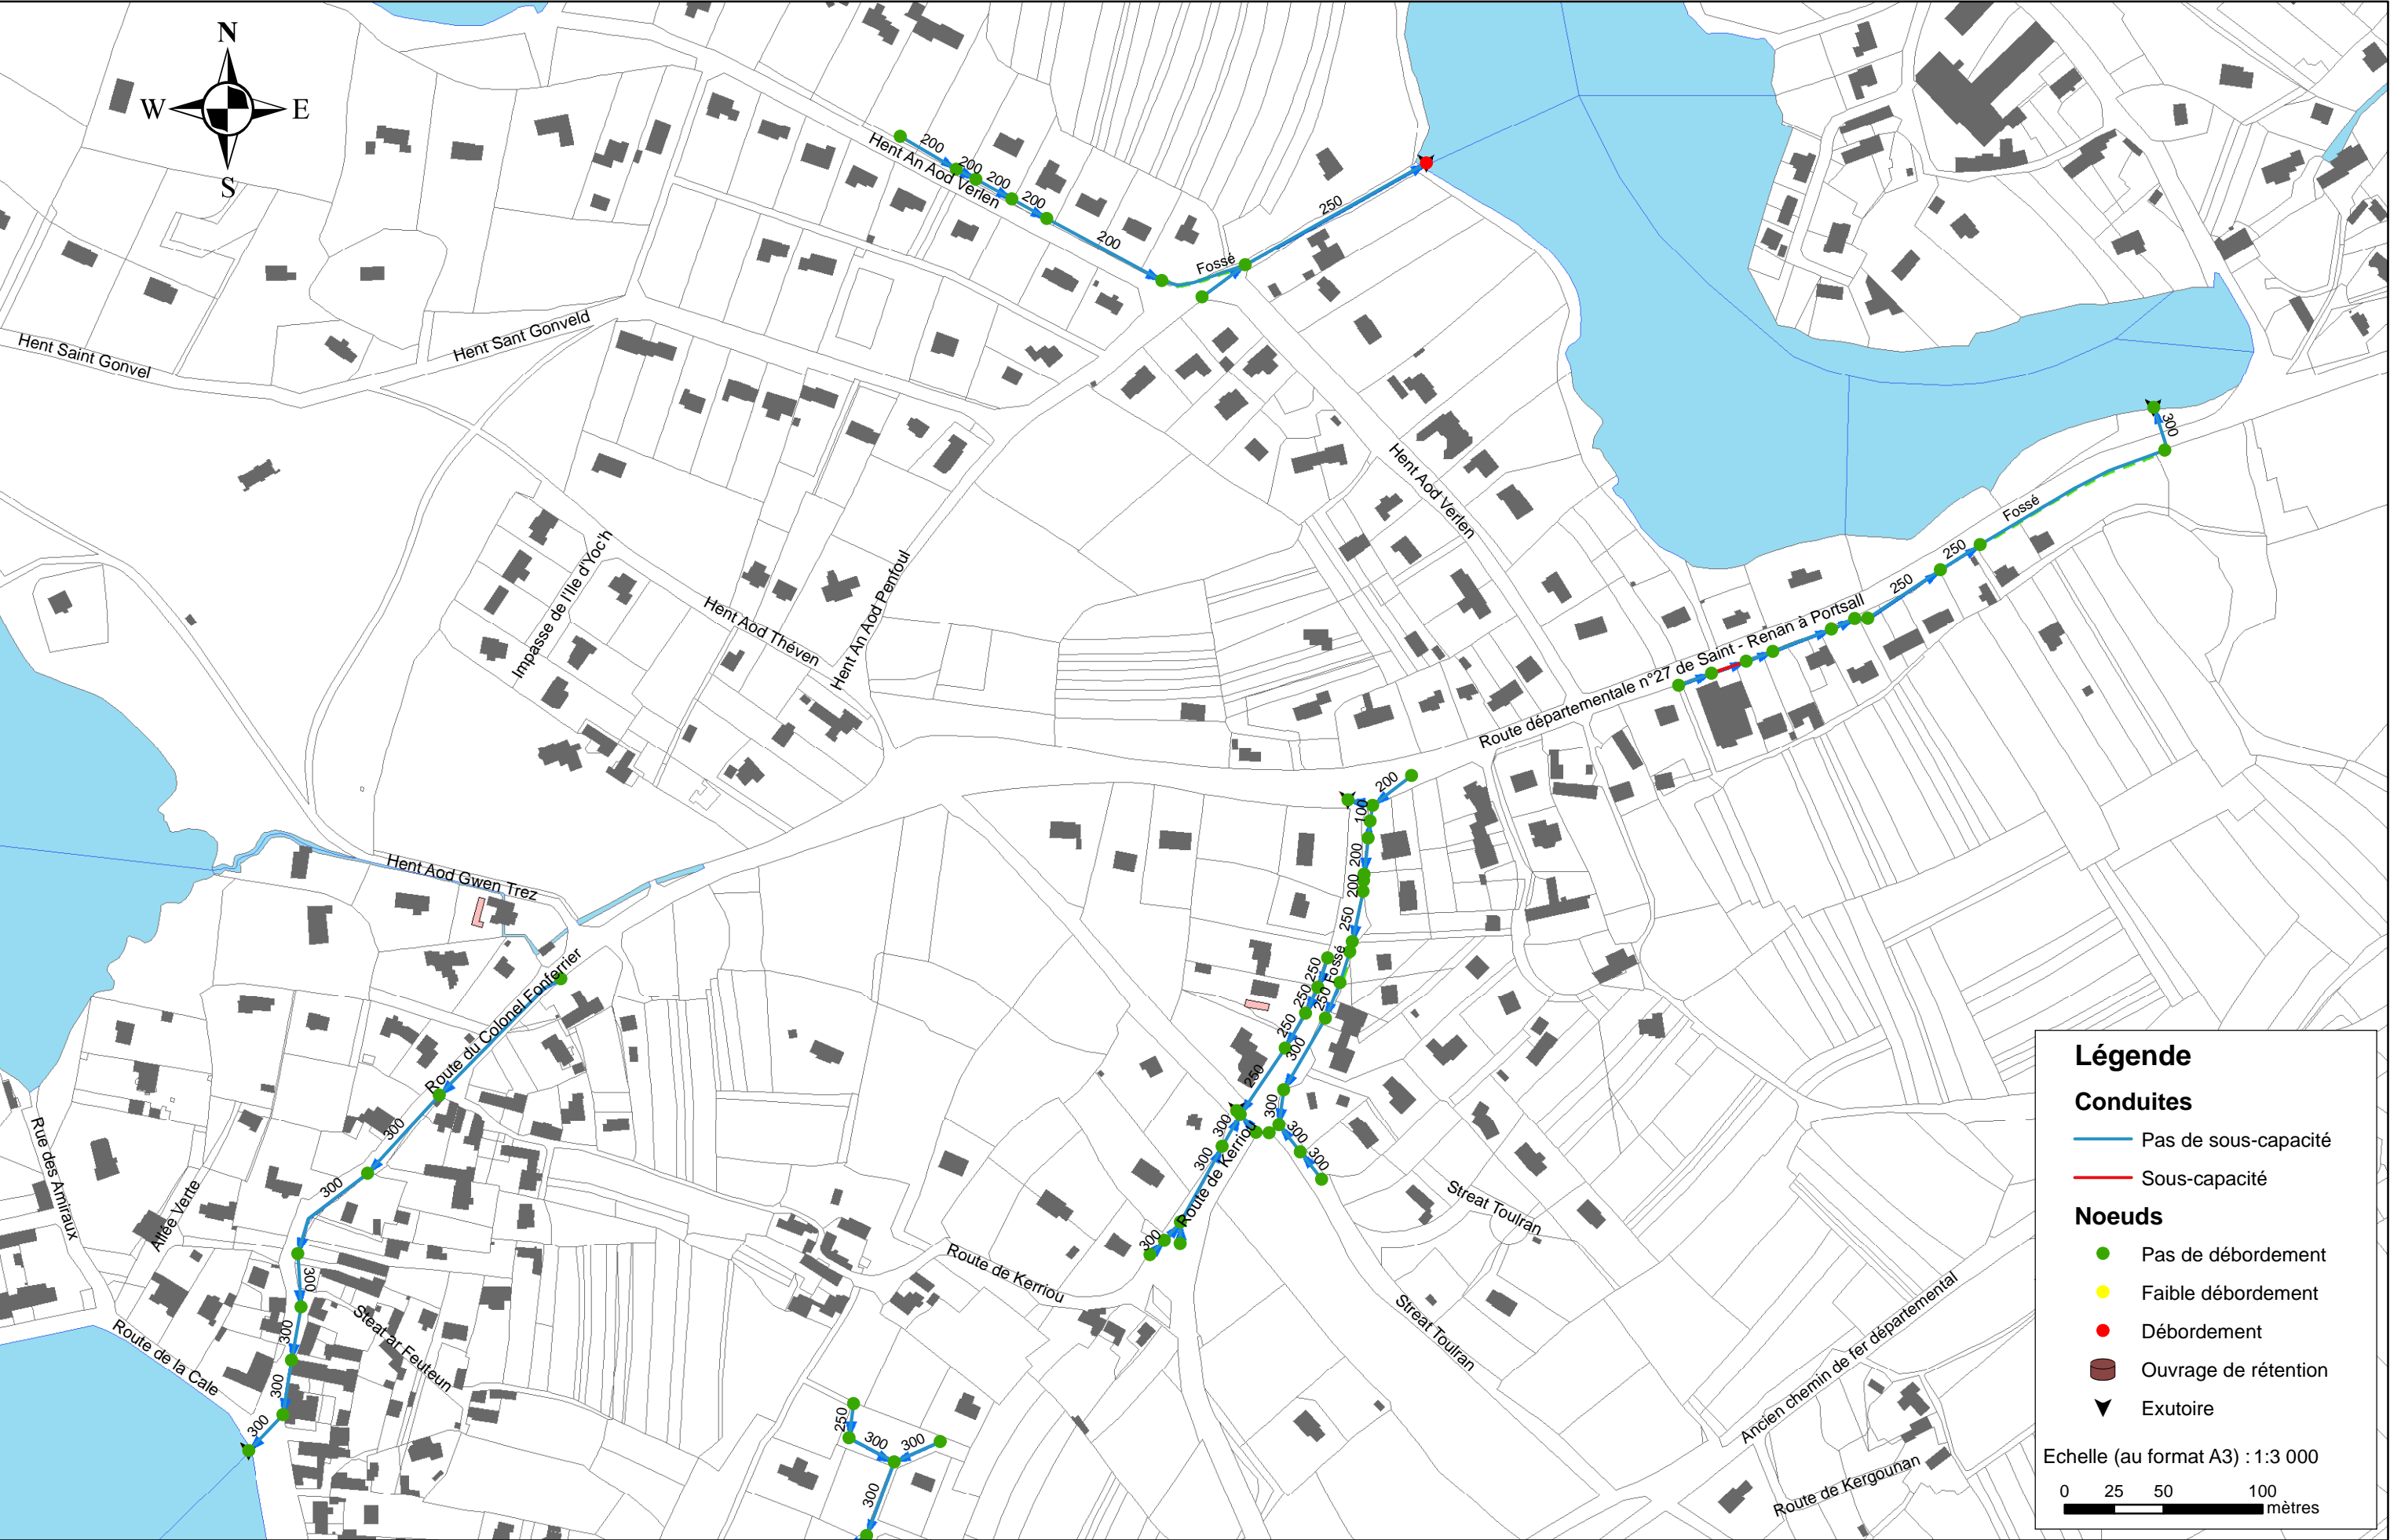 N
W
E
S
200
200
200
200
200
Hent An Aod Verlen
Fossé
250
Hent Saint Gonvel
Hent Sant Gonveld
Hent Aod Verlen
300
Fossé
250
250
Route départementale n°27 de Saint - Renan à Portsall
Impasse de l'Ile d'Yoc'h
Hent Aod Theven
Hent An Aod Penfoul
200
100
200
200
250
Fossé
250
250
250
250
300
250
300
300
300
300
300
300
Route de Kerriou
Hent Aod Gwen Trez
Route du Colonel Fonferrier
300
300
300
300
300
300
Rue des Amiraux
Allée Verte
Route de la Cale
Steat ar Feuteun
Route de Kerriou
Streat Toulran
Streat Toulran
250
300
300
300
Ancien chemin de fer départemental
Route de Kergounan
Légende
Conduites
Pas de sous-capacité
Sous-capacité
Noeuds
Pas de débordement
Faible débordement
Débordement
Ouvrage de rétention
Exutoire
Echelle (au format A3) : 1:3 000
0 25 50 100
mètres